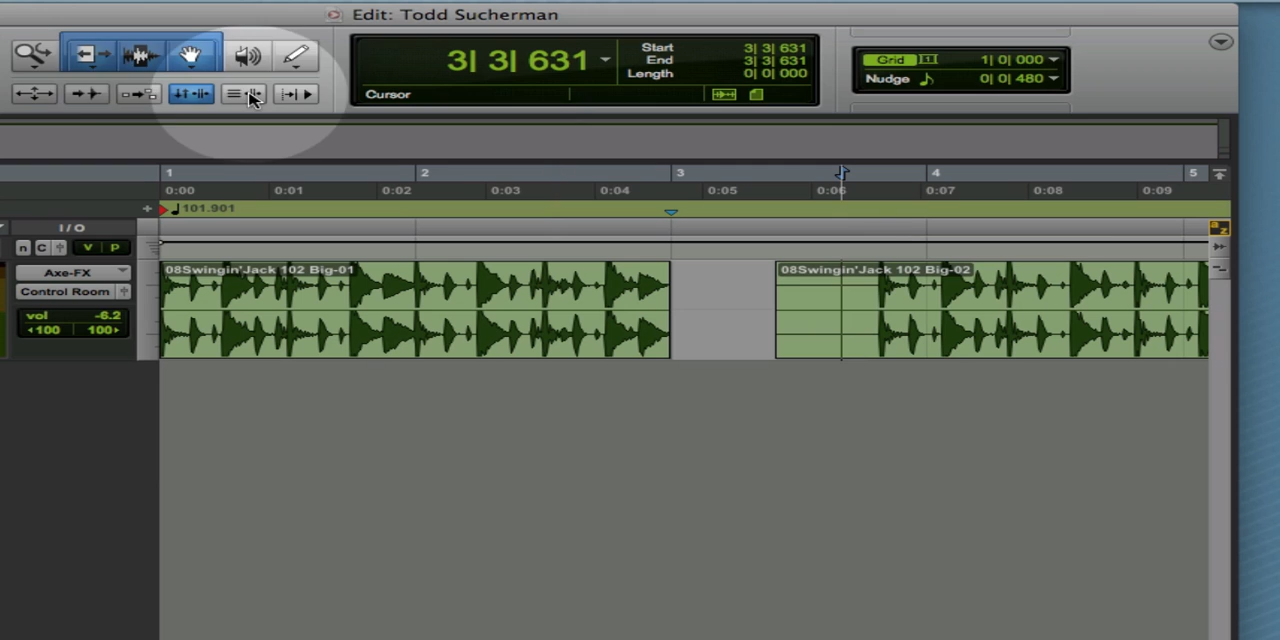 Edit: Todd Sucherman
3| 3| 631
Start 3| 3| 631
End 3| 3| 631
Length 0| 0| 000
Cursor
Grid 1| 0| 000
Nudge 0| 0| 480
1 2 3 4 5
0:00 0:01 0:02 0:03 0:04 0:05 0:06 0:07 0:08 0:09
+ 101.901
I/O
n C V P
a z
Axe-FX
Control Room
vol -6.2
100 100
08Swingin'Jack 102 Big-01
08Swingin'Jack 102 Big-02